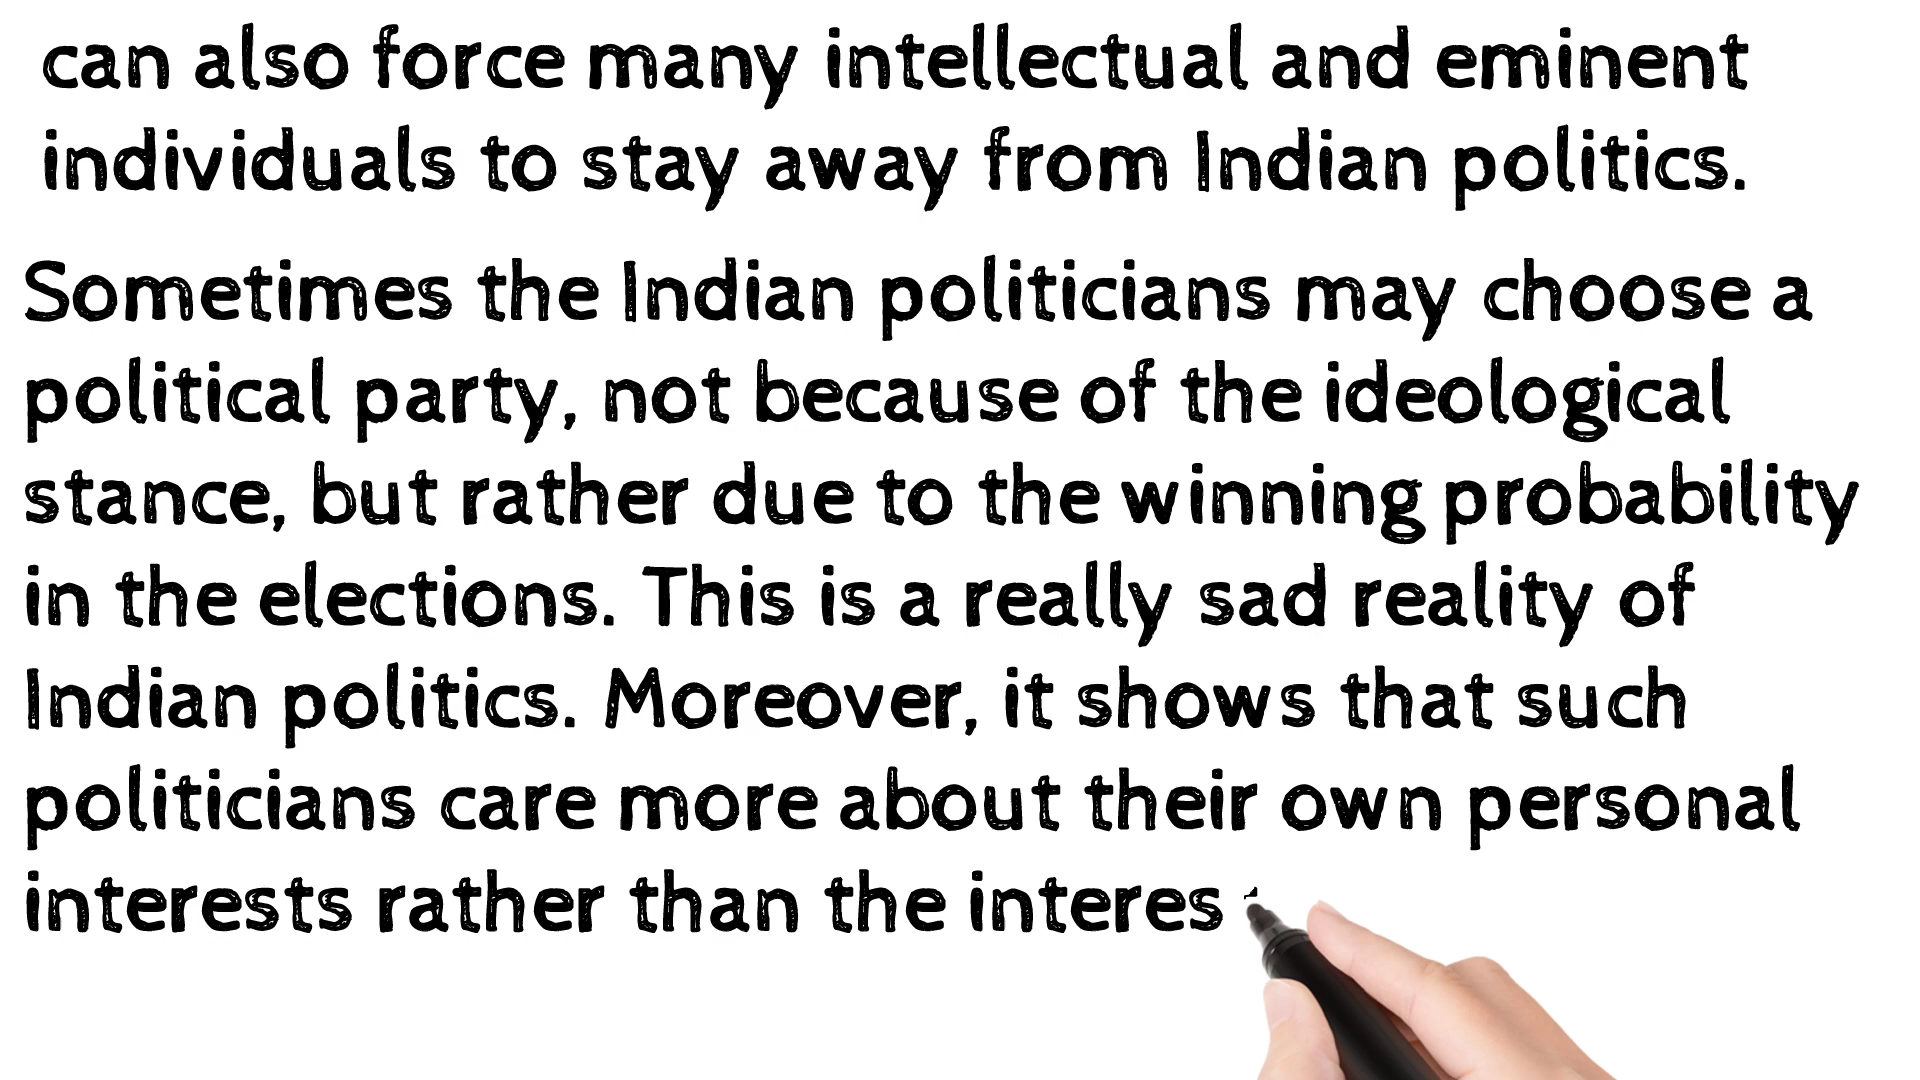 can also force many intellectual and eminent
individuals to stay away from Indian politics.
Sometimes the Indian politicians may choose a
political party, not because of the ideological
stance, but rather due to the winning probability
in the elections. This is a really sad reality of
Indian politics. Moreover, it shows that such
politicians care more about their own personal
interests rather than the interes